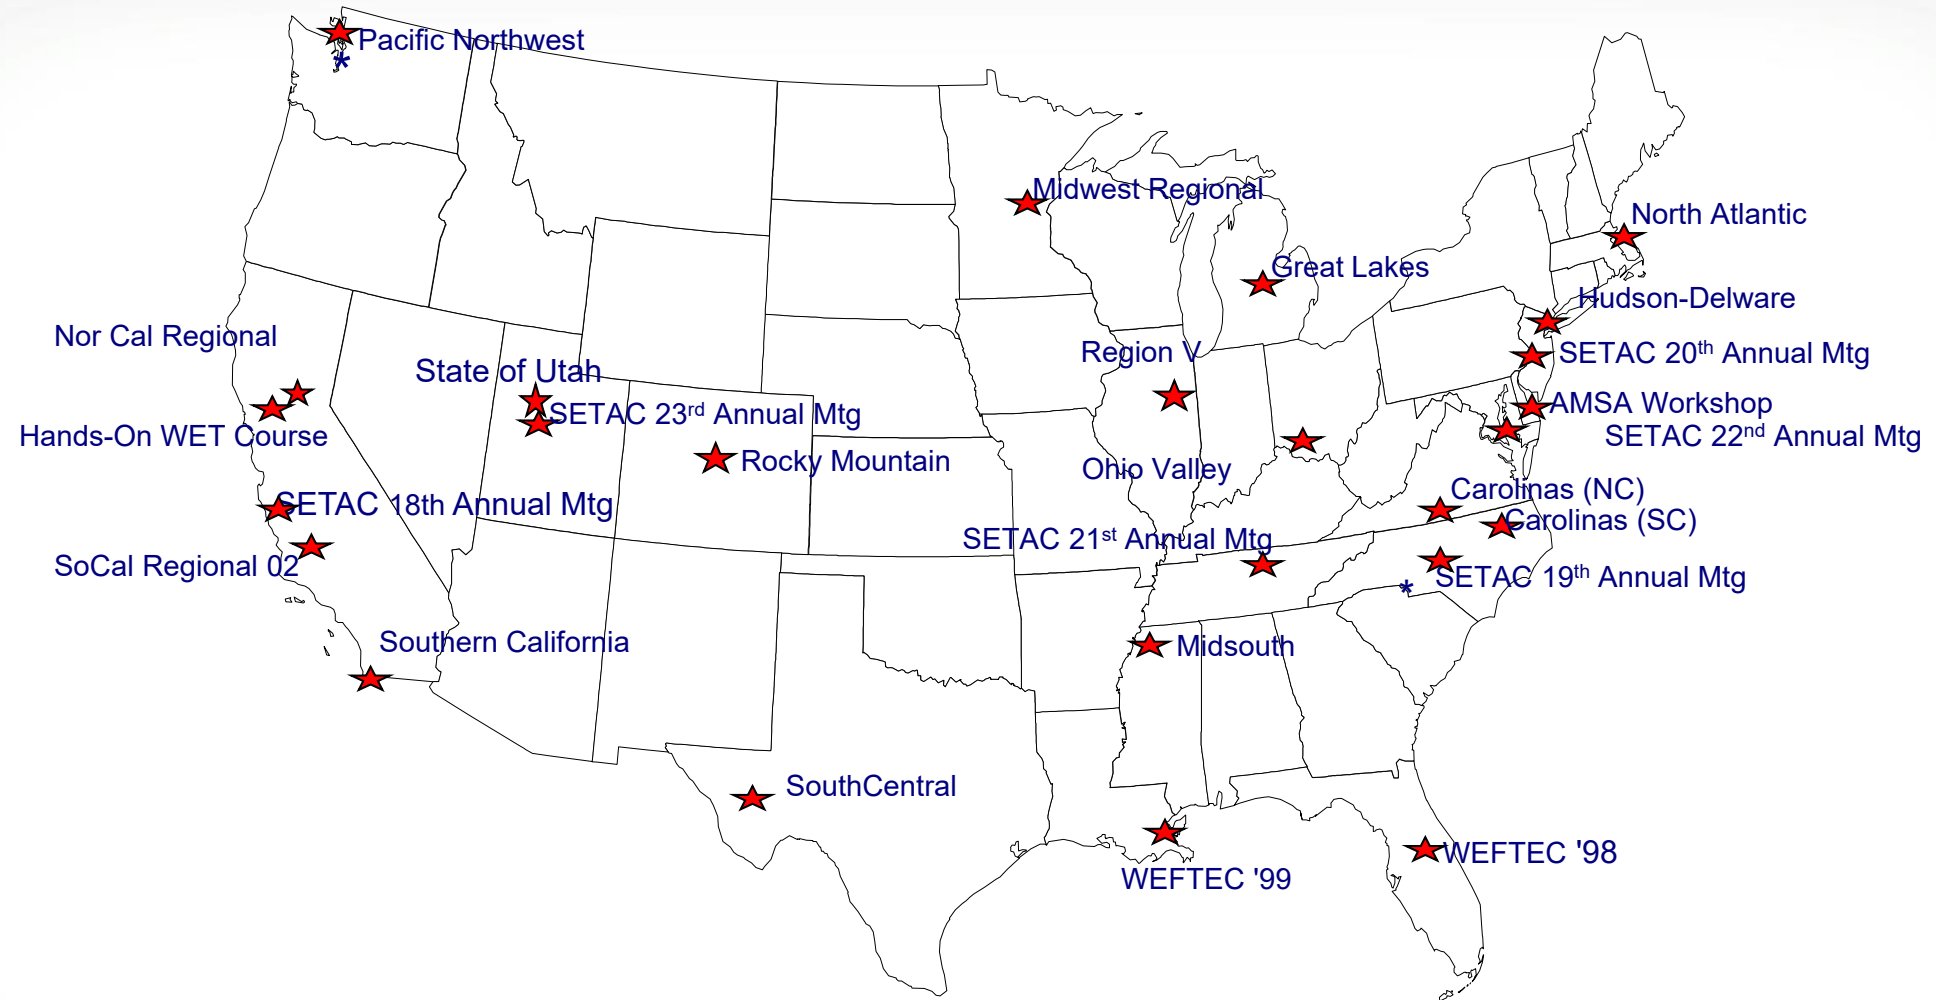 Pacific Northwest
*
Midwest Regional
North Atlantic
Great Lakes
Hudson-Delware
Nor Cal Regional
Region V
SETAC 20th Annual Mtg
State of Utah
SETAC 23rd Annual Mtg
AMSA Workshop
Hands-On WET Course
SETAC 22nd Annual Mtg
Rocky Mountain
Ohio Valley
Carolinas (NC)
SETAC 18th Annual Mtg
Carolinas (SC)
SETAC 21st Annual Mtg
SoCal Regional 02
SETAC 19th Annual Mtg
*
Southern California
Midsouth
SouthCentral
WEFTEC '98
WEFTEC '99